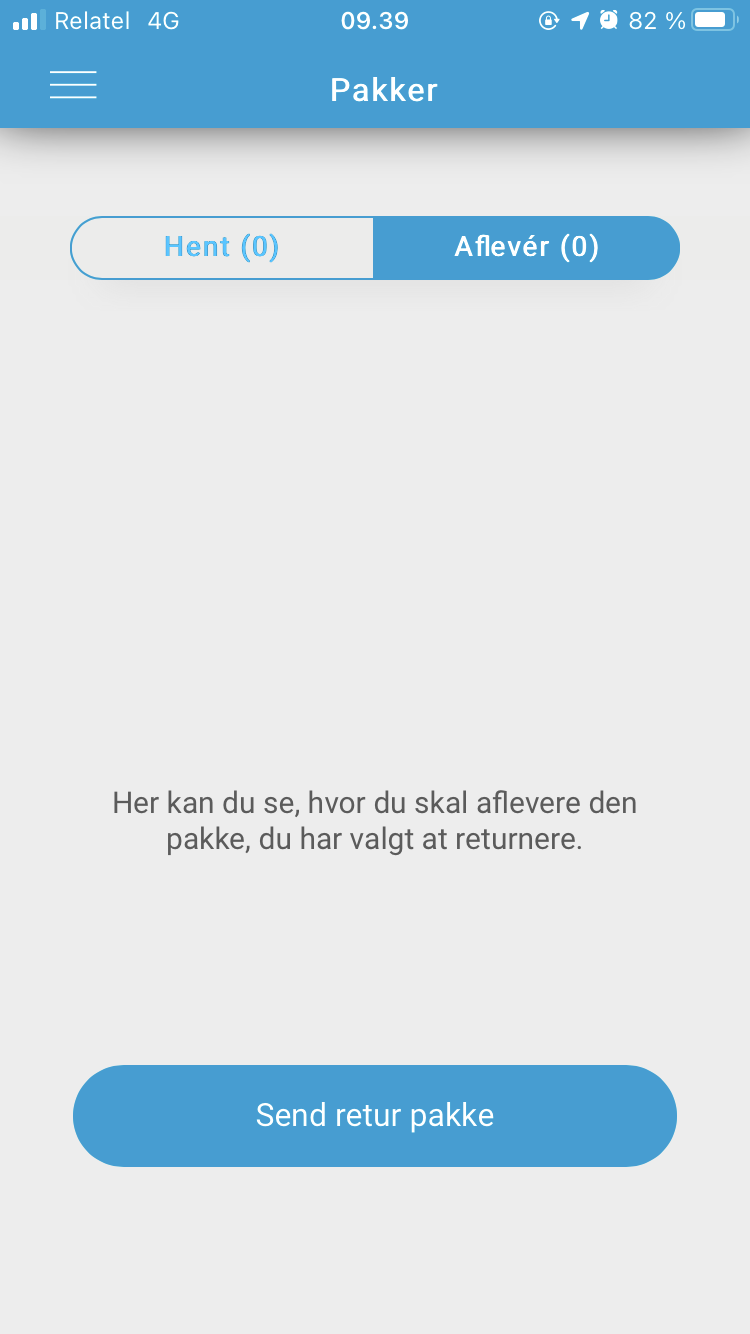 Relatel 4G 09.39 82 %
Pakker
Hent (0) Aflevér (0)
Her kan du se, hvor du skal aflevere den
pakke, du har valgt at returnere.
Send retur pakke